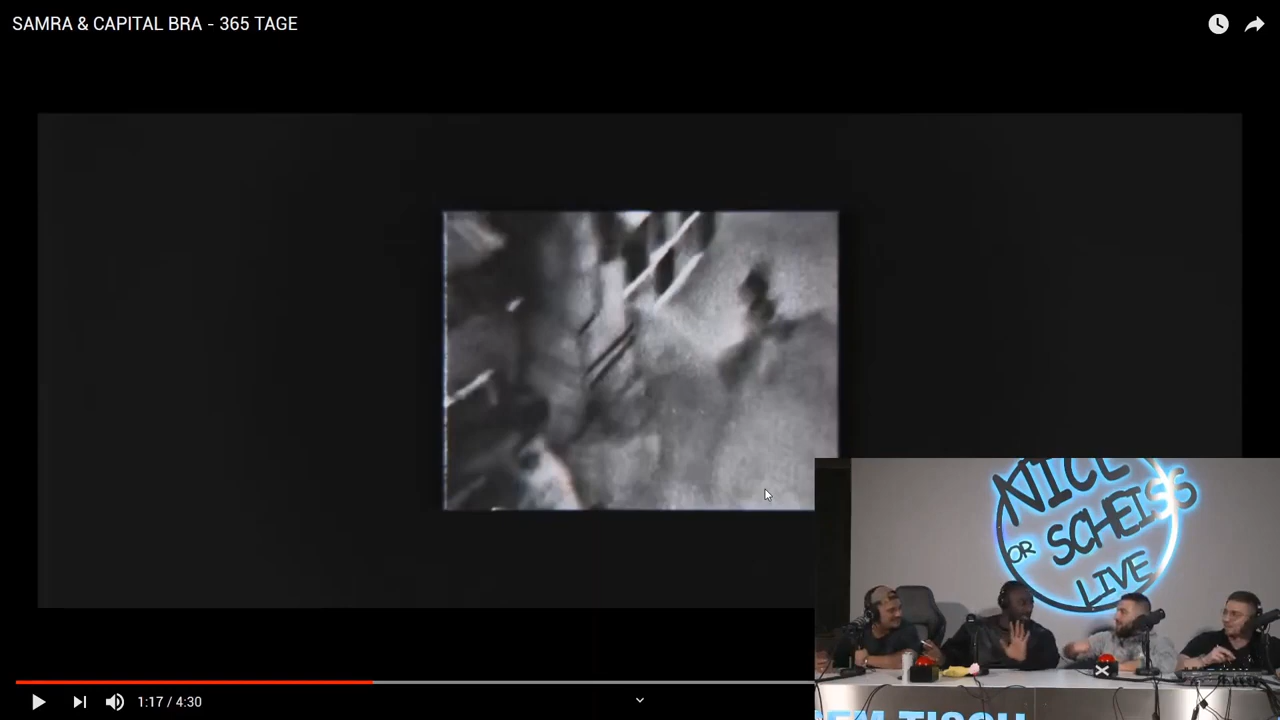 SAMRA & CAPITAL BRA - 365 TAGE
NICE
OR SCHEISS
LIVE
1:17 / 4:30